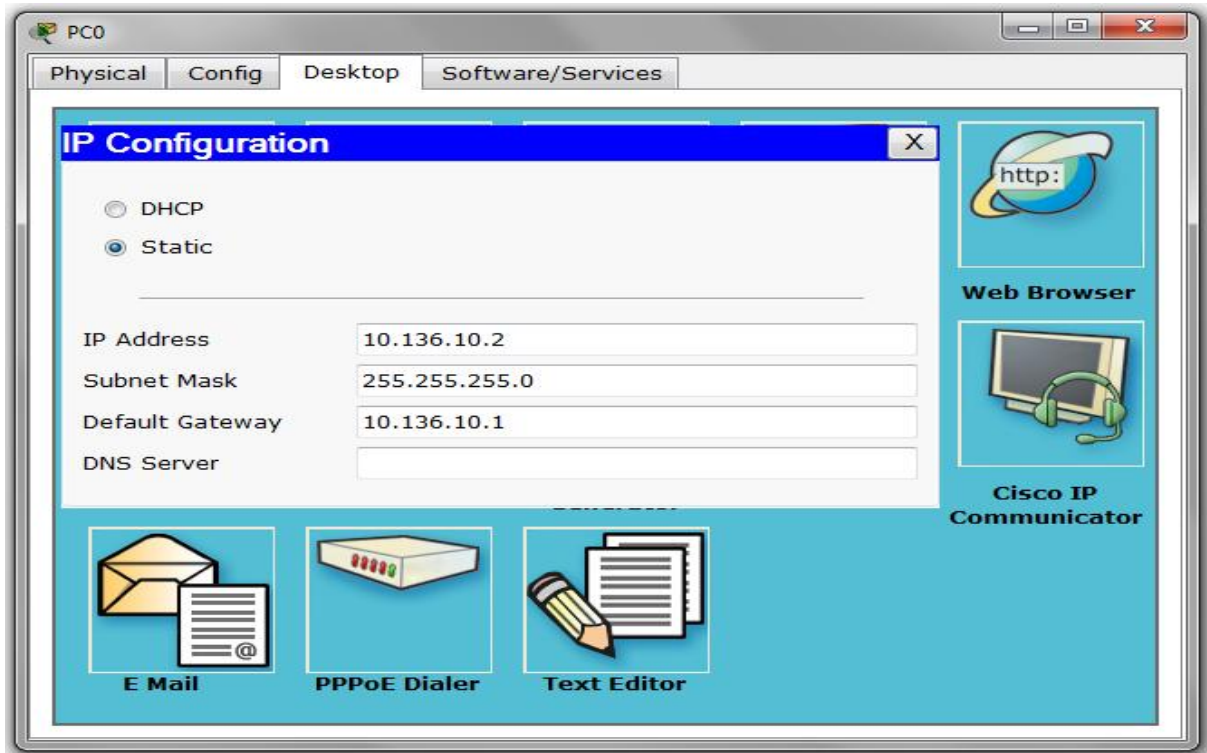 PC0
Physical Config Desktop Software/Services
IP Configuration X
http:
DHCP
Static
Web Browser
IP Address 10.136.10.2
Subnet Mask 255.255.255.0
Default Gateway 10.136.10.1
DNS Server
Cisco IP
Communicator
@
E Mail PPPoE Dialer Text Editor